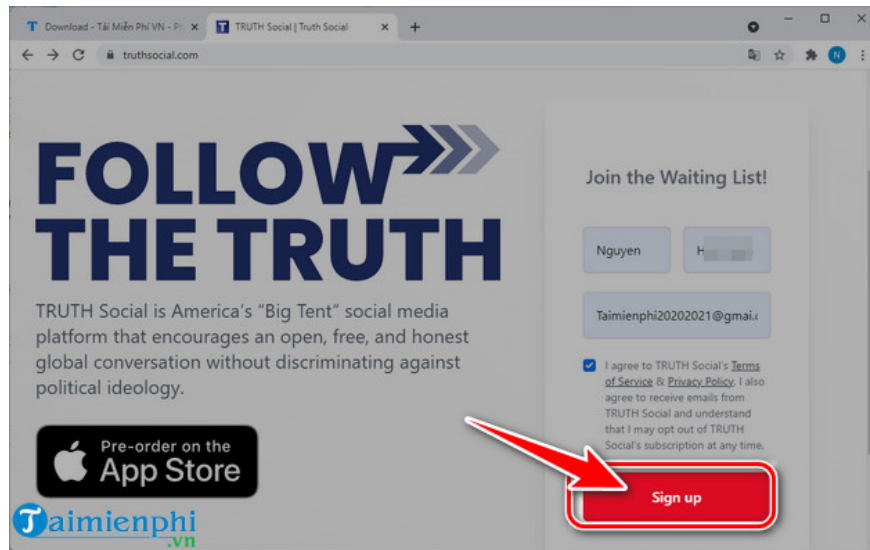 Download - Tải Miễn Phí VN - P
TRUTH Social | Truth Social
truthsocial.com
N
FOLLOW
THE TRUTH
TRUTH Social is America's "Big Tent" social media
platform that encourages an open, free, and honest
global conversation without discriminating against
political ideology.
Pre-order on the
App Store
Join the Waiting List!
Nguyen
H
Taimienphi20202021@gmai.c
I agree to TRUTH Social's Terms
of Service & Privacy Policy. I also
agree to receive emails from
TRUTH Social and understand
that I may opt out of TRUTH
Social's subscription at any time.
Sign up
Taimienphi
.vn